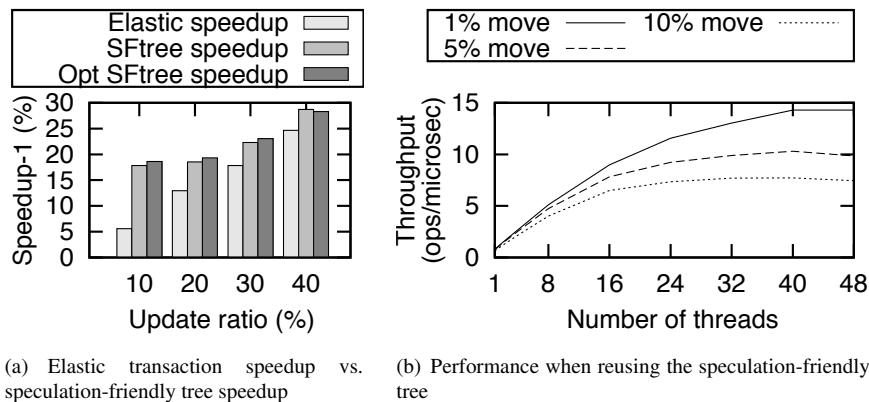 Elastic speedup
SFtree speedup
Opt SFtree speedup
Speedup-1 (%)
30
25
20
15
10
5
0
10 20 30 40
Update ratio (%)
(a) Elastic transaction speedup vs.
speculation-friendly tree speedup
1% move 10% move
5% move
Throughput
(ops/microsec)
15
10
5
0
1 8 16 24 32 40 48
Number of threads
(b) Performance when reusing the speculation-friendly
tree